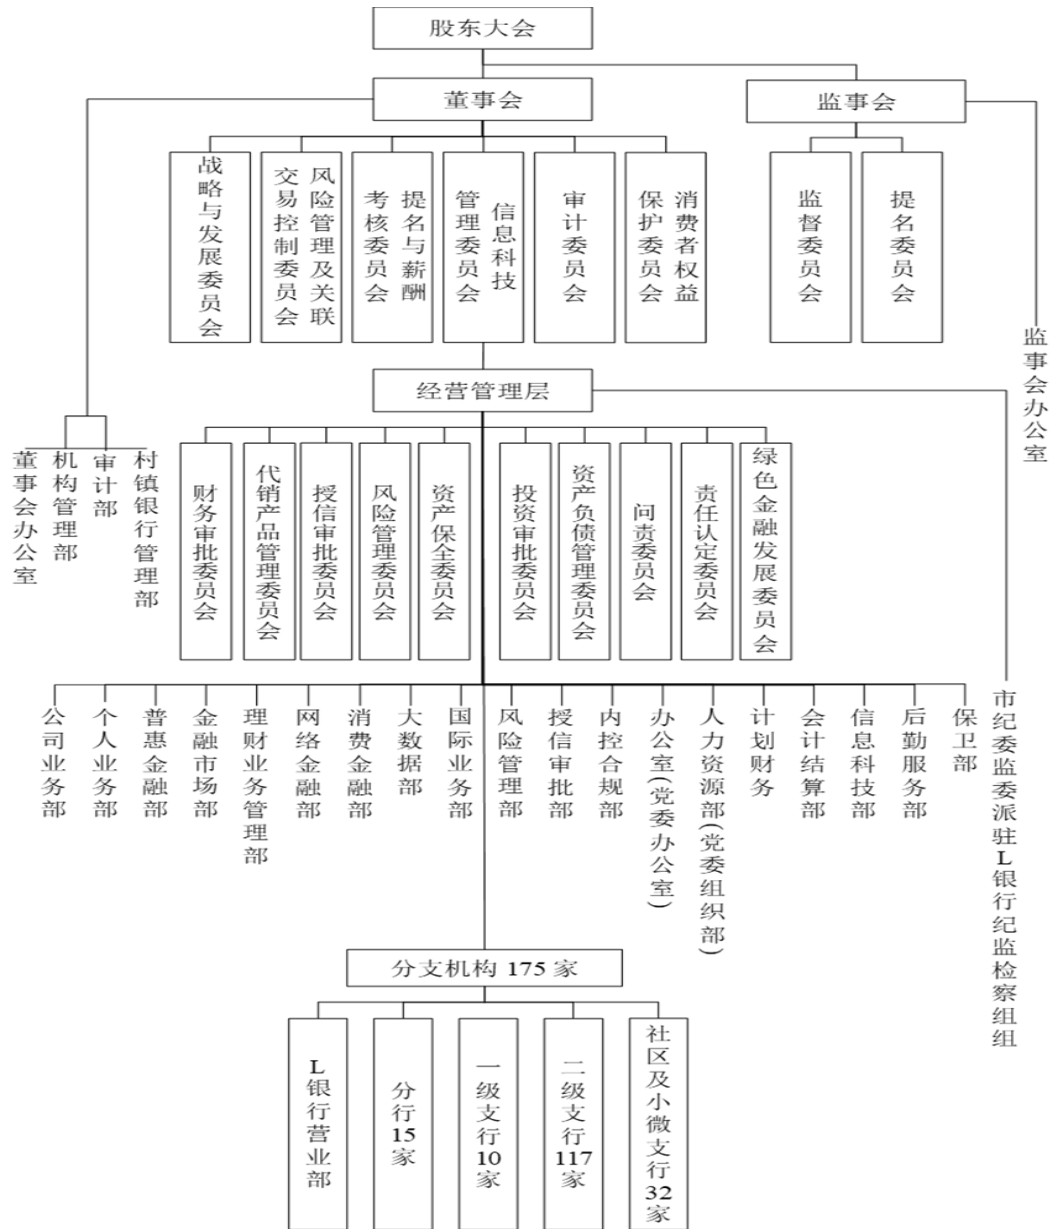 股东大会
董事会
监事会
战略与发展委员会
风险管理及关联
交易控制委员会
提名与薪酬
考核委员会
信息科技
管理委员会
审计委员会
消费者权益
保护委员会
监督委员会
提名委员会
监事会办公室
经营管理层
董事会办公室
机构管理部
审计部
村镇银行管理部
财务审批委员会
代销产品管理委员会
授信审批委员会
风险管理委员会
资产保全委员会
投资审批委员会
资产负债管理委员会
问责委员会
责任认定委员会
绿色金融发展委员会
公司业务部
个人业务部
普惠金融部
金融市场部
理财业务管理部
网络金融部
消费金融部
大数据部
国际业务部
风险管理部
授信审批部
内控合规部
办公室(党委办公室)
人力资源部(党委组织部)
计划财务
会计结算部
信息科技部
后勤服务部
保卫部
市纪委监委派驻L银行纪监检察组组
分支机构 175 家
L银行营业部
分行15家
一级支行10家
二级支行117家
社区及小微支行32家